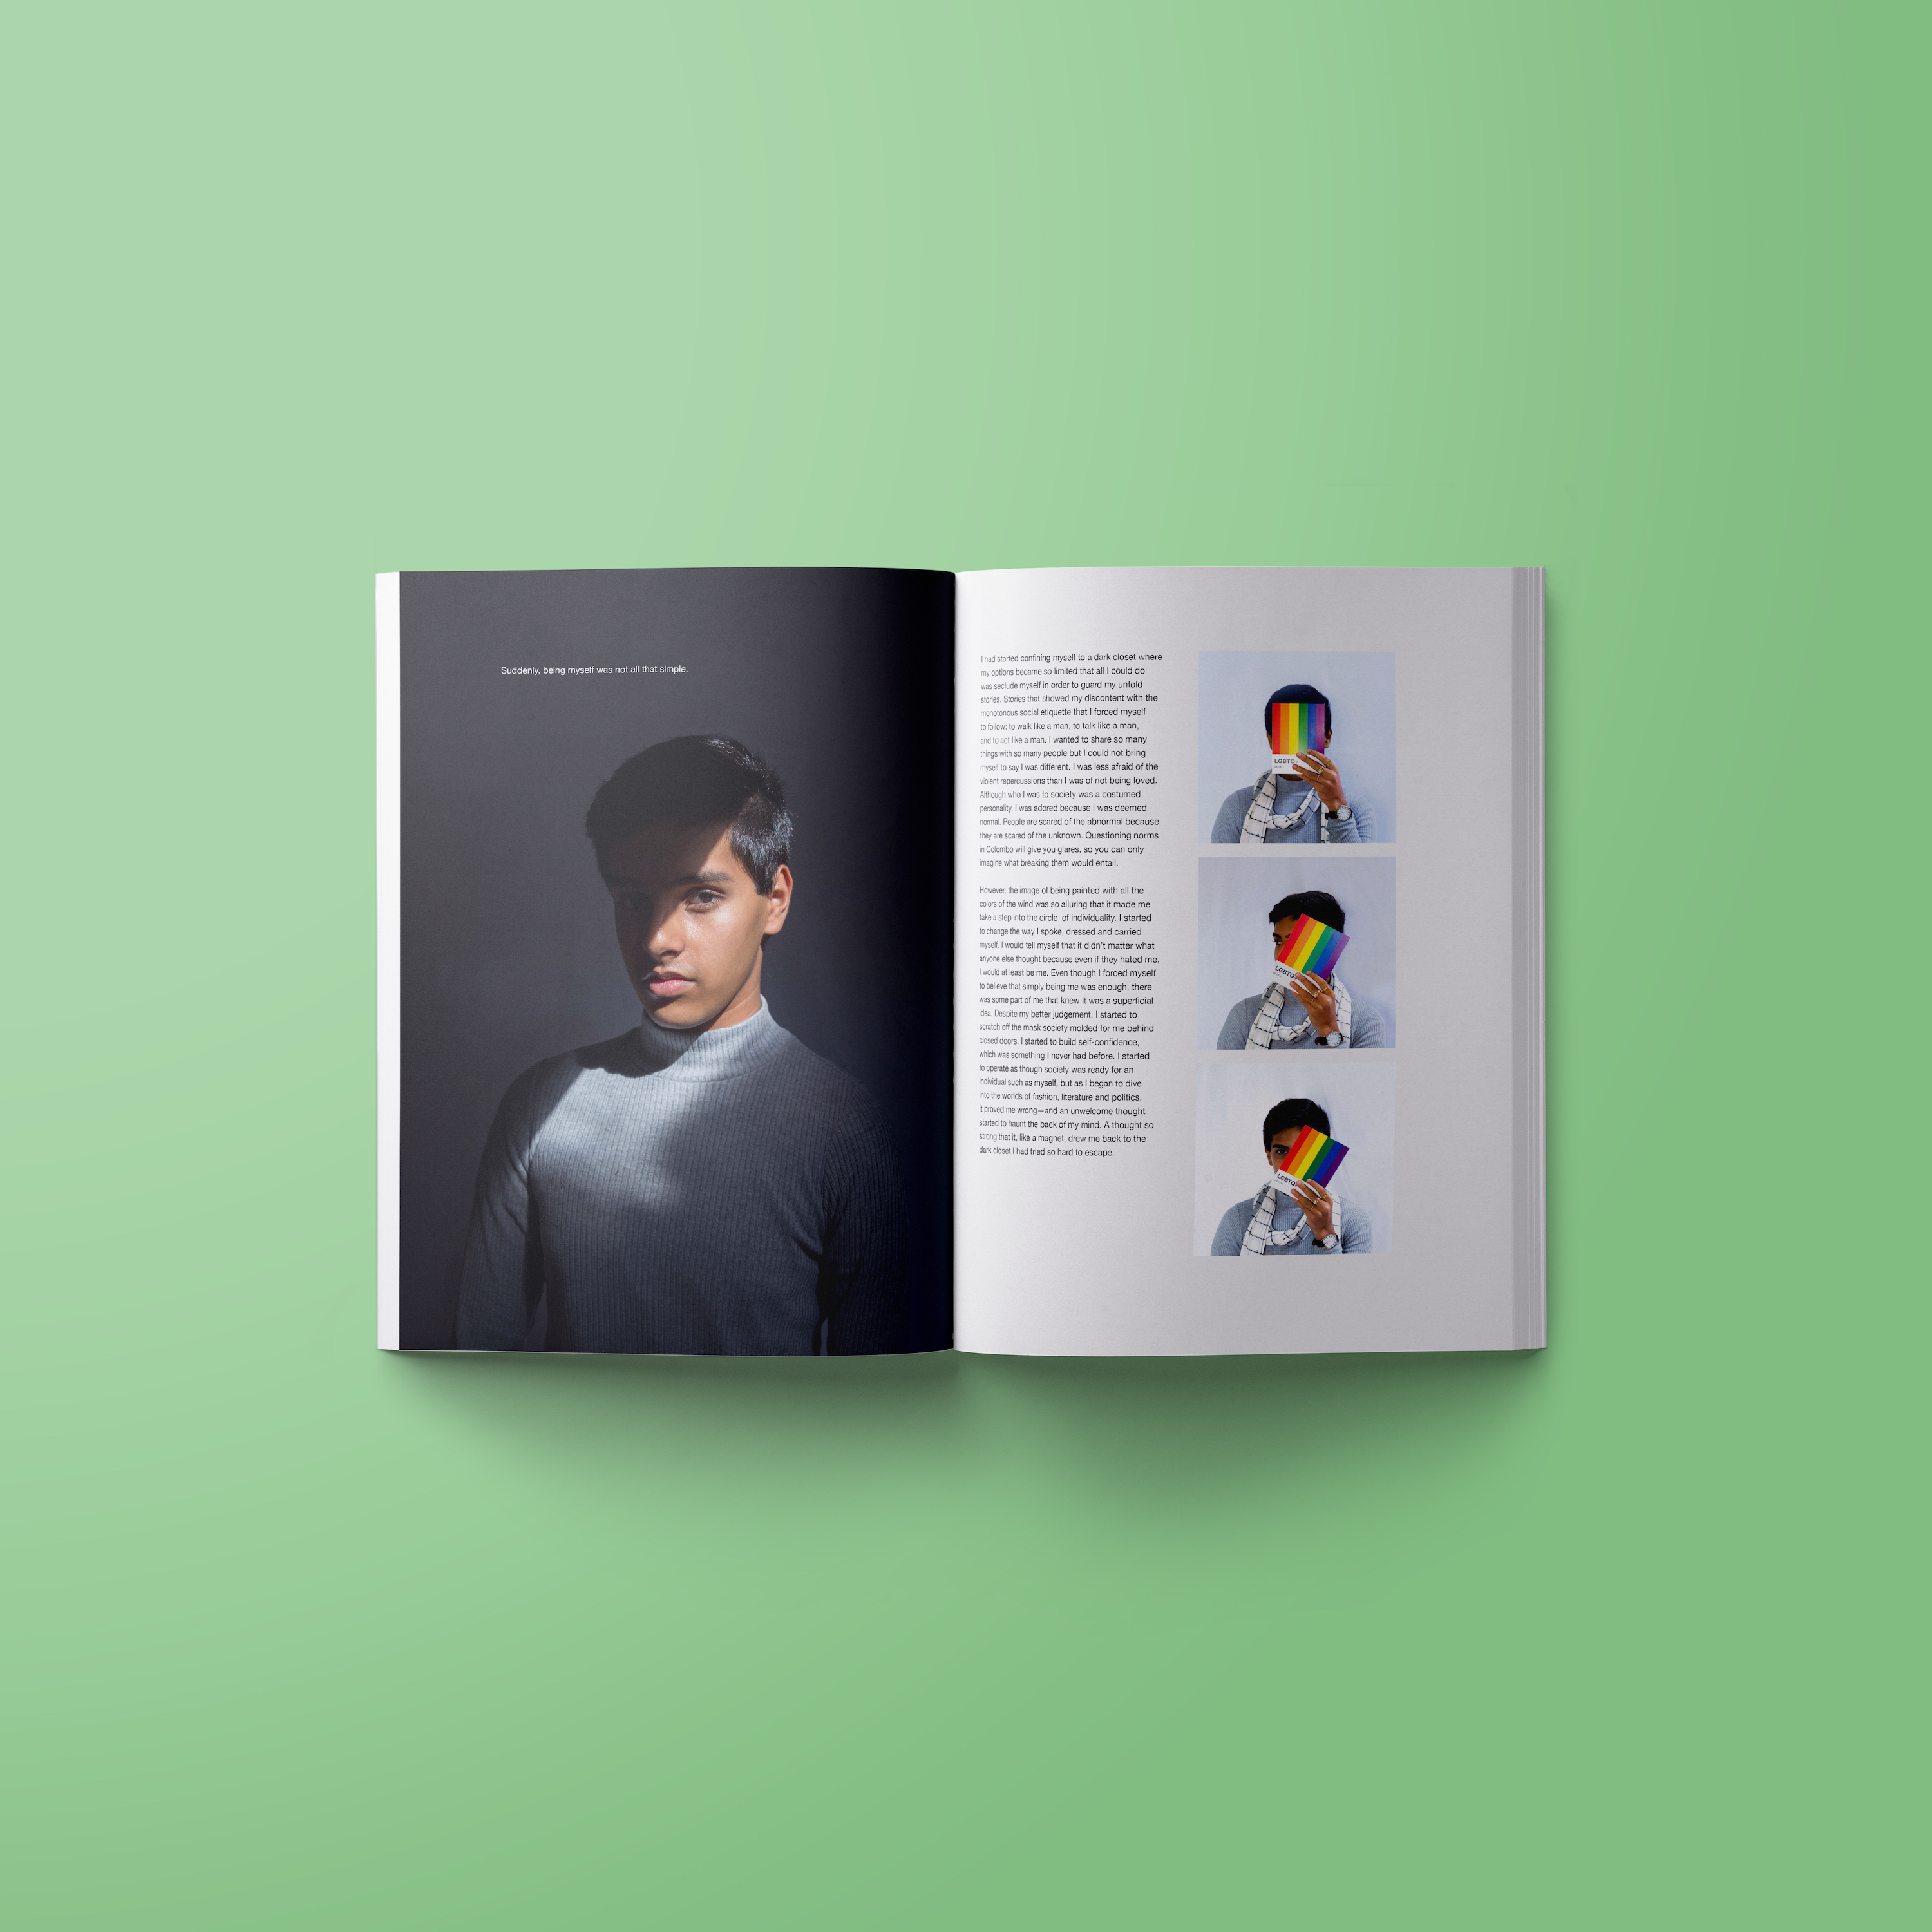 Suddenly, being myself was not all that simple.
I had started confining myself to a dark closet where
my options became so limited that all I could do
was seclude myself in order to guard my untold
stories. Stories that showed my discontent with the
monotonous social etiquette that I forced myself
to follow: to walk like a man, to talk like a man,
and to act like a man. I wanted to share so many
things with so many people but I could not bring
myself to say I was different. I was less afraid of the
violent repercussions than I was of not being loved.
Although who I was to society was a costumed
personality, I was adored because I was deemed
normal. People are scared of the abnormal because
they are scared of the unknown. Questioning norms
in Colombo will give you glares, so you can only
imagine what breaking them would entail.
However, the image of being painted with all the
colors of the wind was so alluring that it made me
take a step into the circle of individuality. I started
to change the way I spoke, dressed and carried
myself. I would tell myself that it didn't matter what
anyone else thought because even if they hated me,
I would at least be me. Even though I forced myself
to believe that simply being me was enough, there
was some part of me that knew it was a superficial
idea. Despite my better judgement, I started to
scratch off the mask society molded for me behind
closed doors. I started to build self-confidence,
which was something I never had before. I started
to operate as though society was ready for an
individual such as myself, but as I began to dive
into the worlds of fashion, literature and politics,
it proved me wrong—and an unwelcome thought
started to haunt the back of my mind. A thought so
strong that it, like a magnet, drew me back to the
dark closet I had tried so hard to escape.
LGBTQ
LGBTQ
LGBTQ